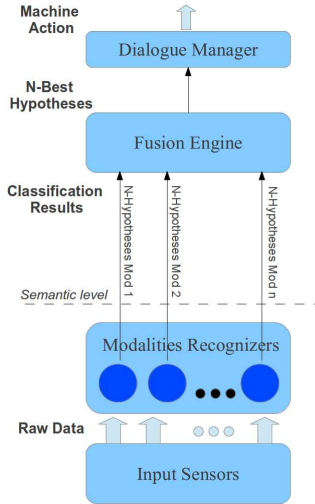 Machine
Action
Dialogue Manager
N-Best
Hypotheses
Fusion Engine
Classification
Results
N-Hypotheses Mod 1
N-Hypotheses Mod 2
N-Hypotheses Mod n
Semantic level
Modalities Recognizers
Raw Data
Input Sensors